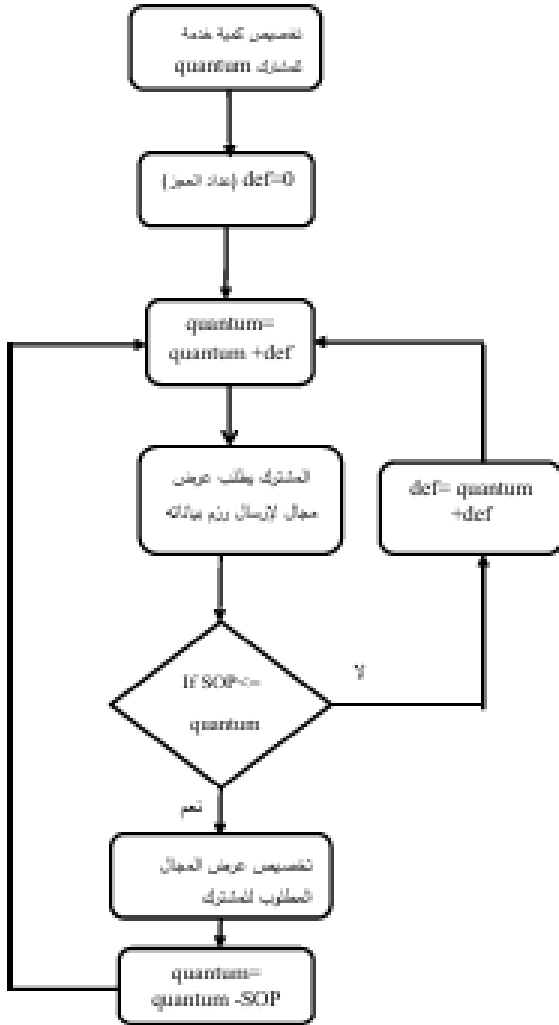 تخصيص كمية خدمة
للمشترك quantum
def=0 (عداد العجز)
quantum=
quantum +def
المشترك يطلب عرض
مجال لإرسال رزم بياناته
def= quantum
+def
If SOP<=
quantum
لا
نعم
تخصيص عرض المجال
المطلوب للمشترك
quantum=
quantum -SOP